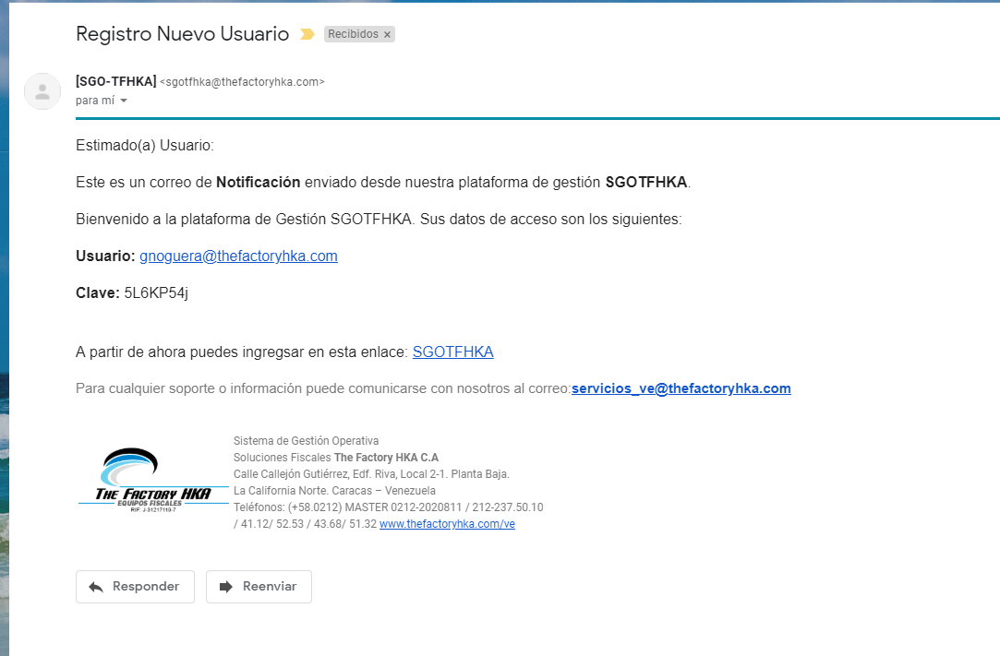 Registro Nuevo Usuario
Recibidos ×
[SGO-TFHKA] <sgotfhka@thefactoryhka.com>
para mí
Estimado(a) Usuario:
Este es un correo de Notificación enviado desde nuestra plataforma de gestión SGOTFHKA.
Bienvenido a la plataforma de Gestión SGOTFHKA. Sus datos de acceso son los siguientes:
Usuario: gnoguera@thefactoryhka.com
Clave: 5L6KP54j
A partir de ahora puedes ingregsar en esta enlace: SGOTFHKA
Para cualquier soporte o información puede comunicarse con nosotros al correo:servicios_ve@thefactoryhka.com
THE FACTORY HKA
EQUIPOS FISCALES
RIF: J-31217119-7
Sistema de Gestión Operativa
Soluciones Fiscales The Factory HKA C.A
Calle Callejón Gutiérrez, Edf. Riva, Local 2-1. Planta Baja.
La California Norte. Caracas – Venezuela
Teléfonos: (+58.0212) MASTER 0212-2020811 / 212-237.50.10
/ 41.12/ 52.53 / 43.68/ 51.32 www.thefactoryhka.com/ve
Responder
Reenviar